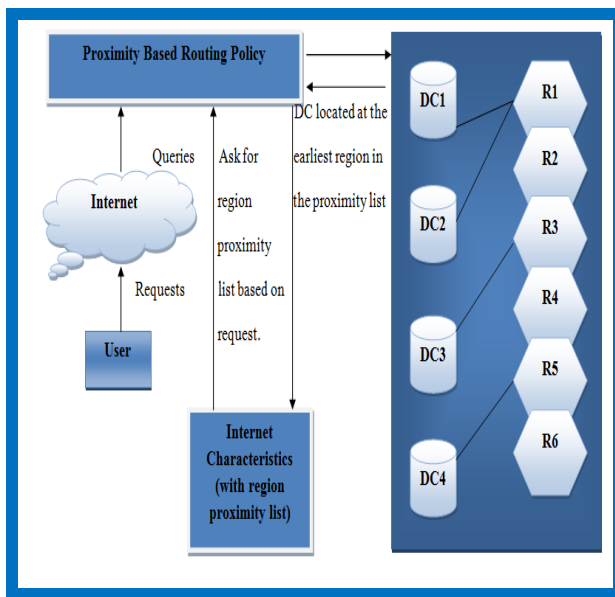 Proximity Based Routing Policy
Queries
Internet
Requests
User
Ask for
region
proximity
list based on
request.
DC located at the
earliest region in
the proximity list
Internet
Characteristics
(with region
proximity list)
DC1
DC2
DC3
DC4
R1
R2
R3
R4
R5
R6